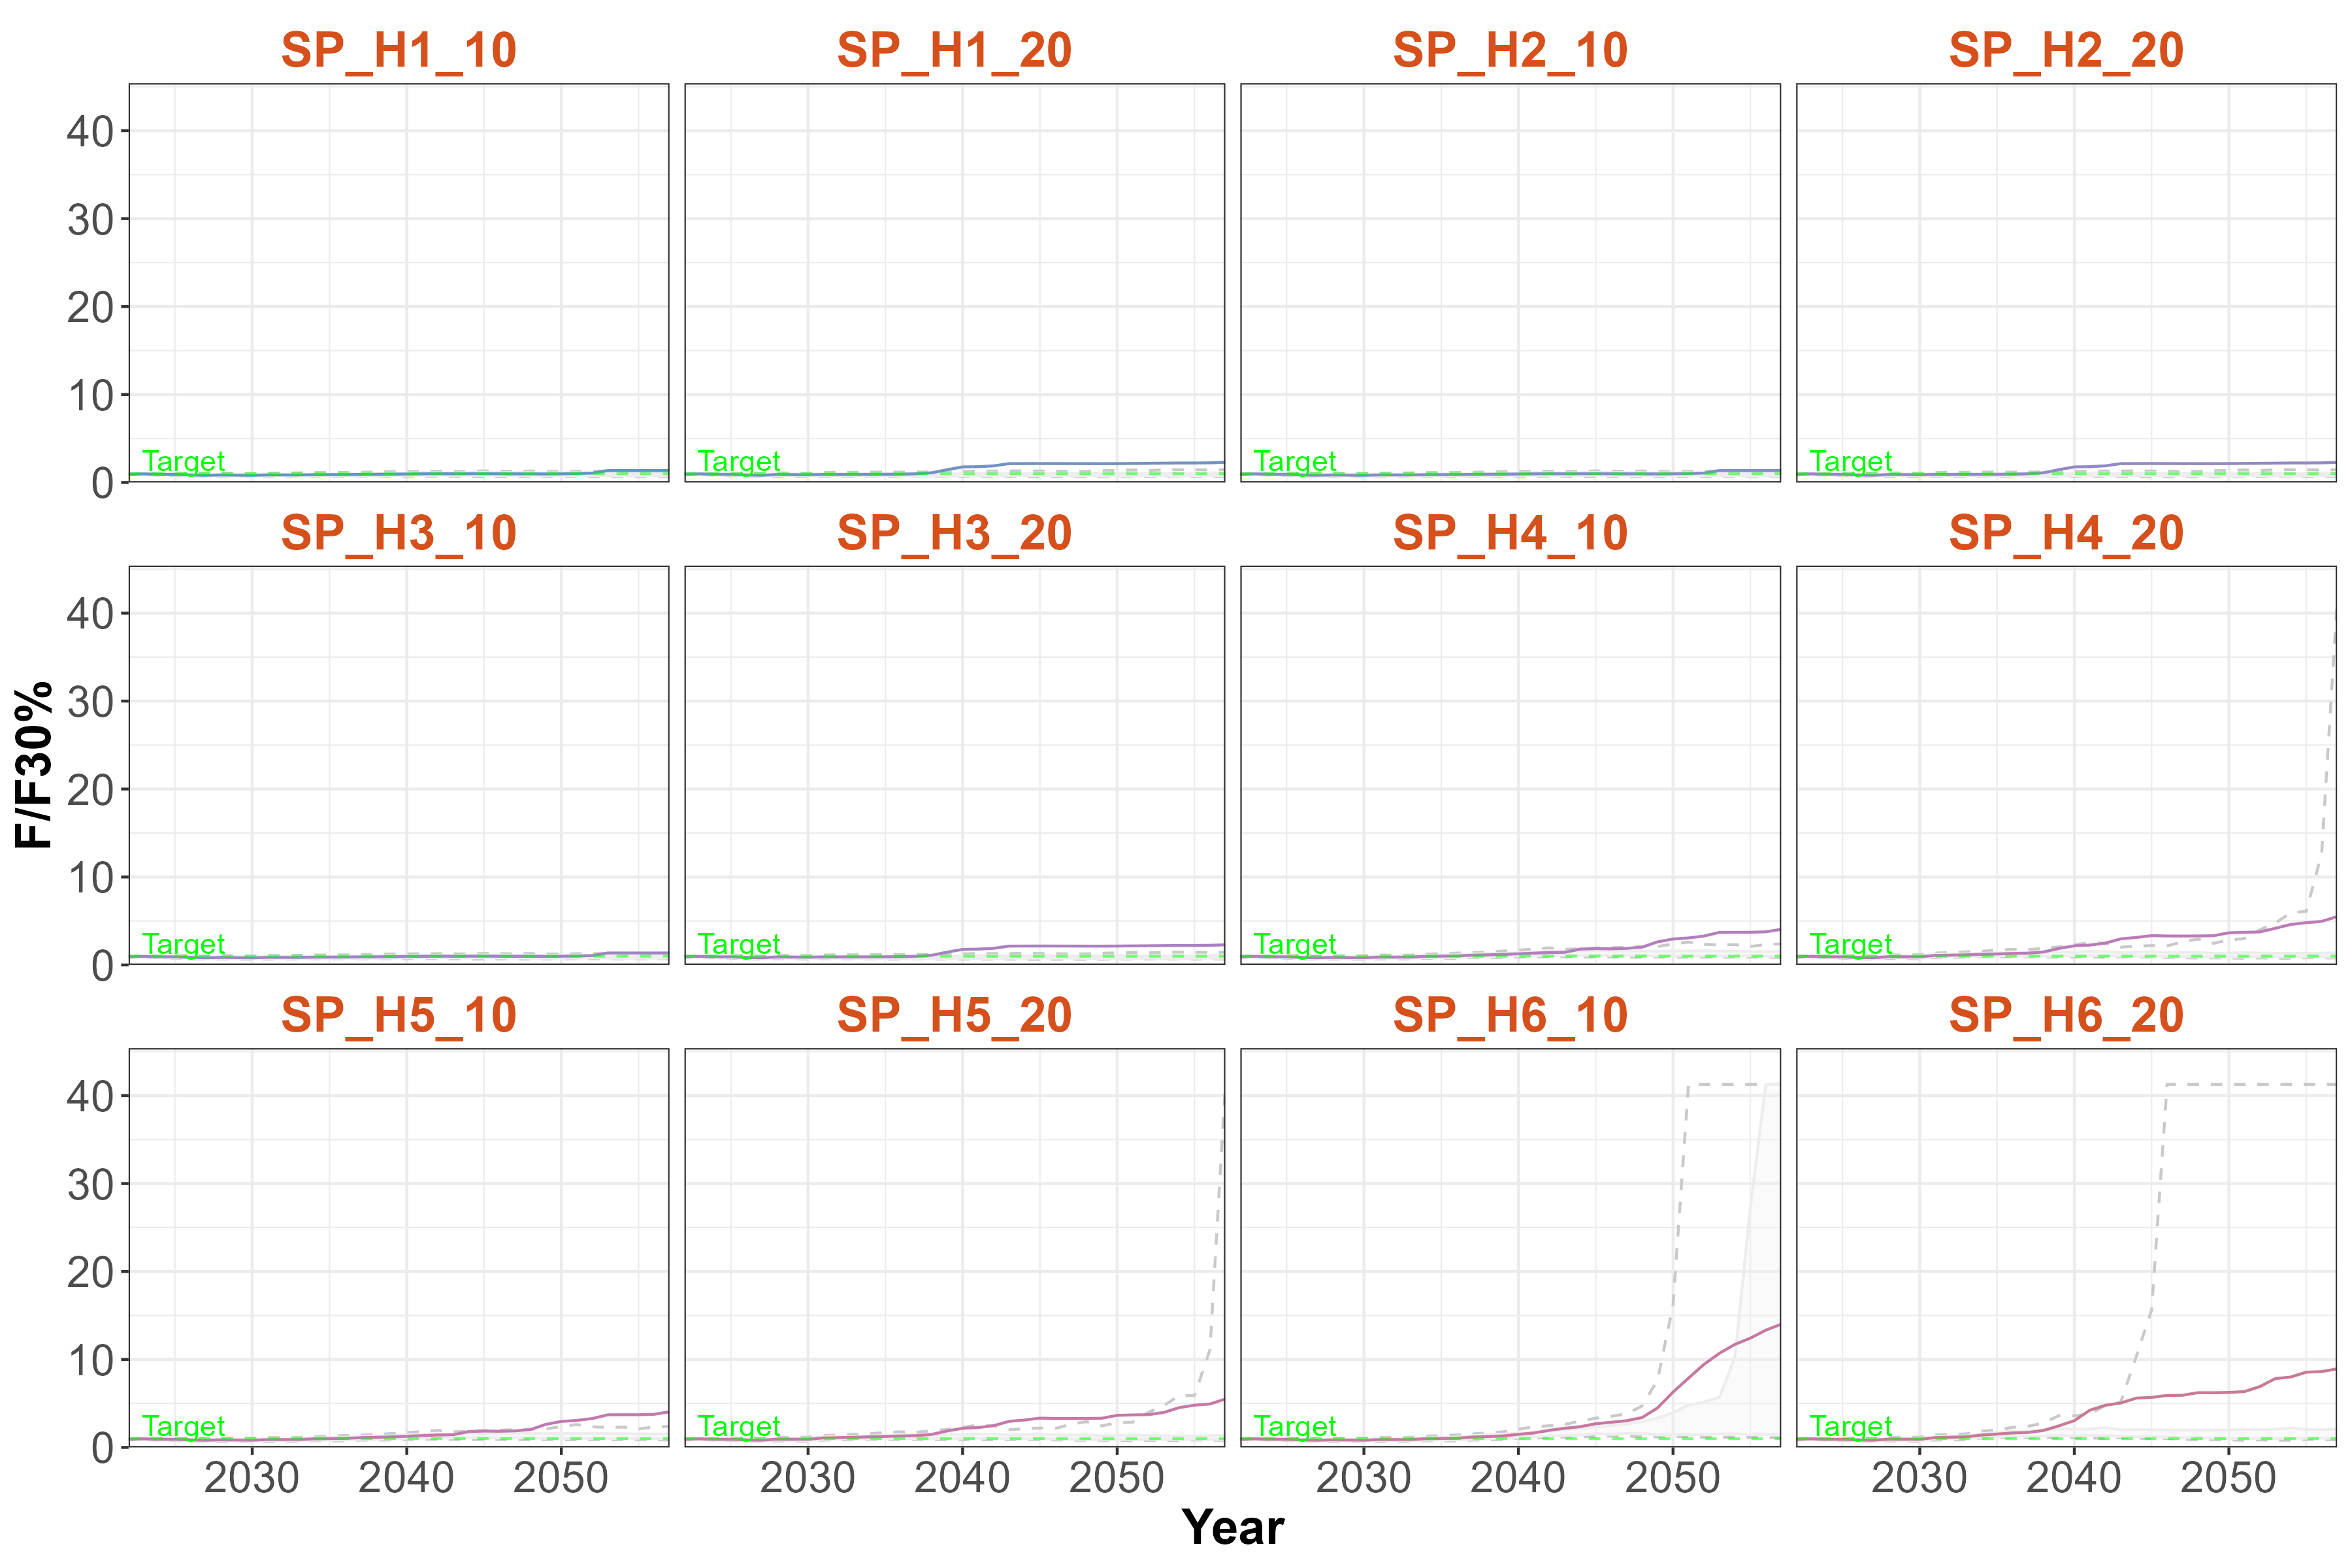 SP_H1_10 SP_H1_20 SP_H2_10 SP_H2_20
40
30
20
10
0
Target Target Target Target
SP_H3_10 SP_H3_20 SP_H4_10 SP_H4_20
40
30
20
10
0
Target Target Target Target
F/F30%
SP_H5_10 SP_H5_20 SP_H6_10 SP_H6_20
40
30
20
10
0
Target Target Target Target
2030 2040 2050 2030 2040 2050 2030 2040 2050 2030 2040 2050
Year